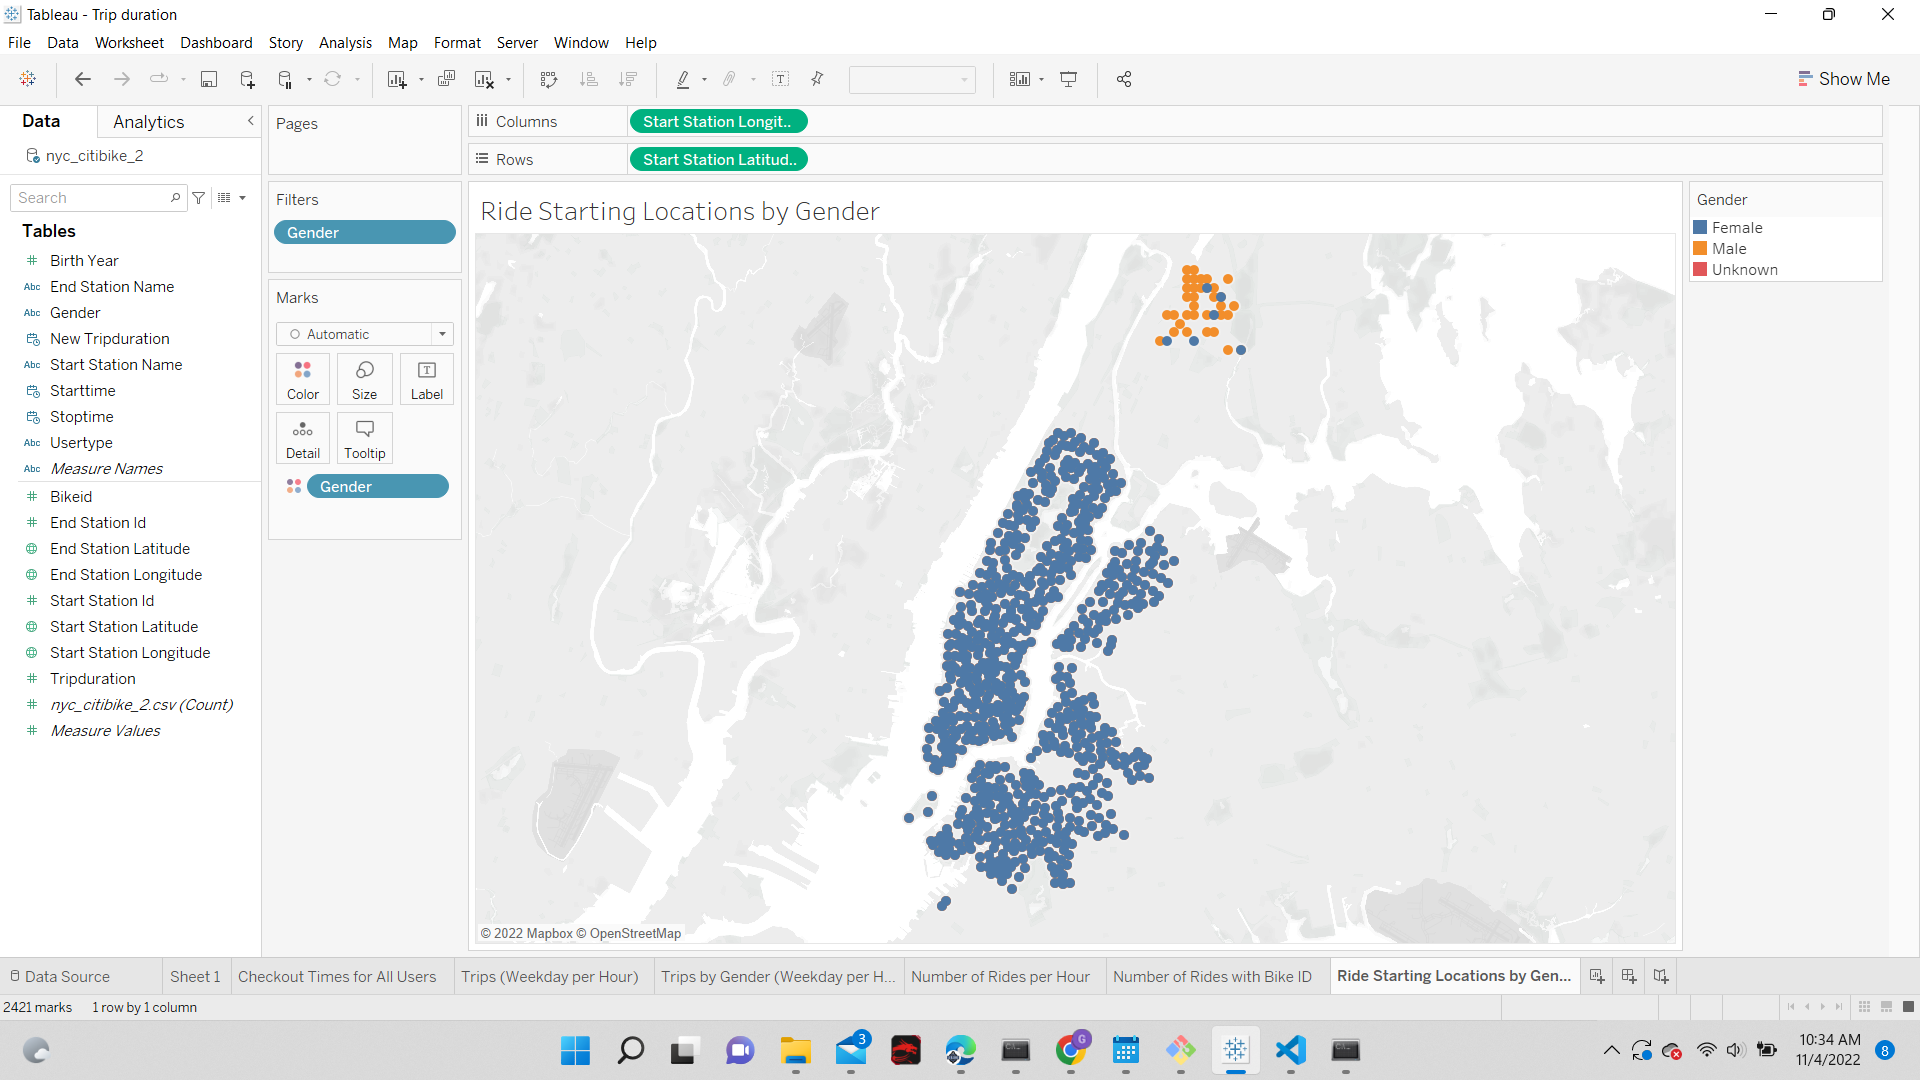 Tableau - Trip duration
File Data Worksheet Dashboard Story Analysis Map Format Server Window Help
Show Me
Data Analytics
nyc_citibike_2
Search
Tables
Birth Year
Abc End Station Name
Abc Gender
New Tripduration
Abc Start Station Name
Starttime
Stoptime
Abc Usertype
Abc Measure Names
Bikeid
End Station Id
End Station Latitude
End Station Longitude
Start Station Id
Start Station Latitude
Start Station Longitude
Tripduration
nyc_citibike_2.csv (Count)
Measure Values
Pages
Filters
Gender
Marks
Automatic
Color Size Label
Detail Tooltip
Gender
Columns Start Station Longit..
Rows Start Station Latitud..
Ride Starting Locations by Gender
© 2022 Mapbox © OpenStreetMap
Gender
Female
Male
Unknown
Data Source Sheet 1 Checkout Times for All Users Trips (Weekday per Hour) Trips by Gender (Weekday per H... Number of Rides per Hour Number of Rides with Bike ID Ride Starting Locations by Gen...
2421 marks 1 row by 1 column
3
G
10:34 AM
11/4/2022
8